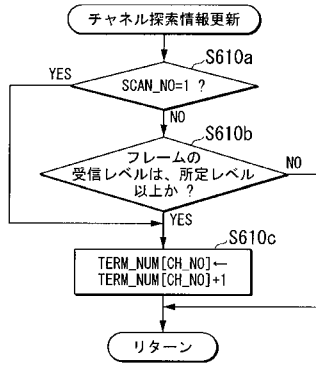 チャネル探索情報更新
S610a
YES
SCAN_NO=1 ?
NO
S610b
フレームの
受信レベルは、所定レベル
以上か ?
NO
YES
S610c
TERM_NUM[CH_NO]←
TERM_NUM[CH_NO]+1
リターン